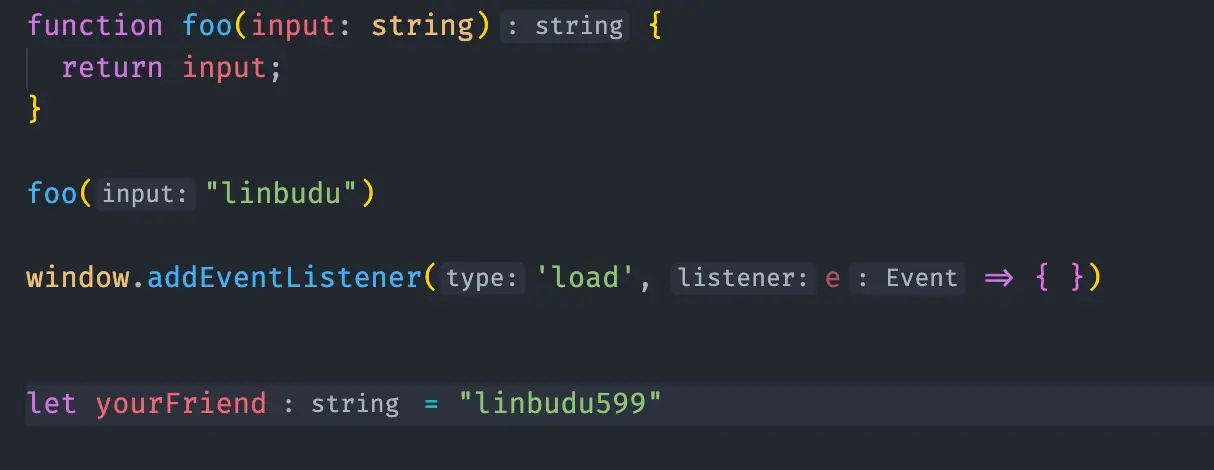 function foo(input: string) : string {
return input;
}
foo(input: "linbudu")
window.addEventListener(type: 'load', listener: e : Event => { })
let yourFriend : string = "linbudu599"